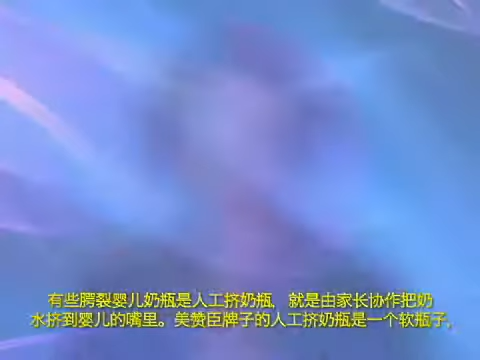 有些腭裂婴儿奶瓶是人工挤奶瓶, 就是由家长协作把奶
水挤到婴儿的嘴里。美赞臣牌子的人工挤奶瓶是一个软瓶子,